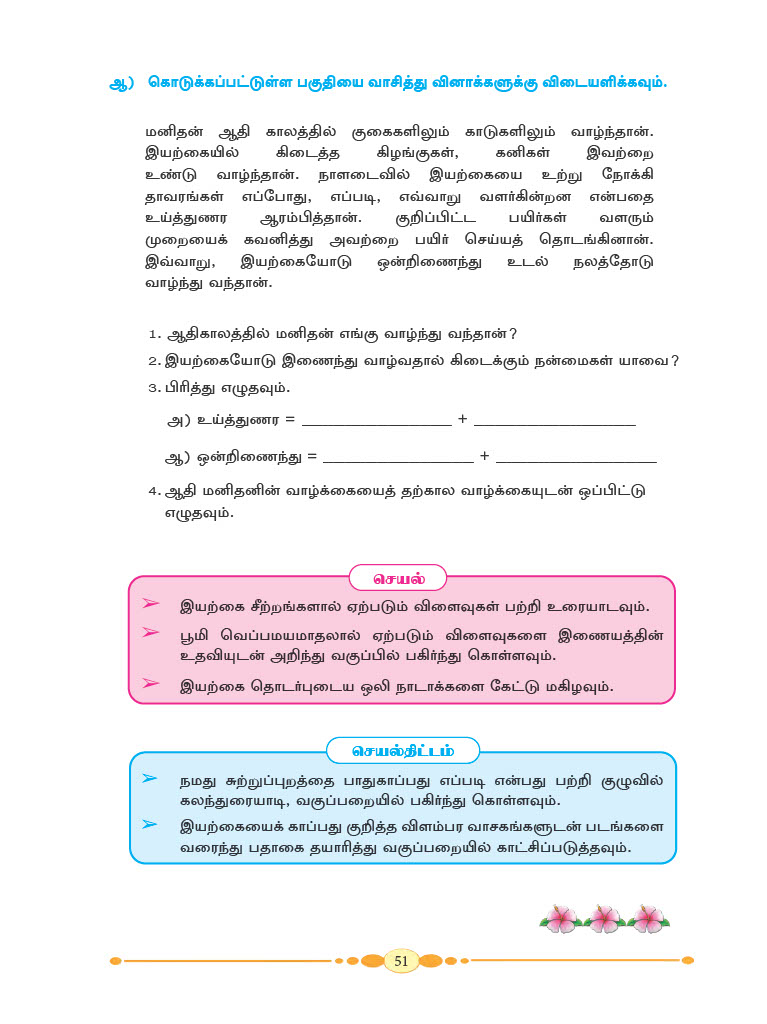 ஆ) கொடுக்கப்பட்டுள்ள பகுதியை வாசித்து வினாக்களுக்கு விடையளிக்கவும்.
மனிதன் ஆதி காலத்தில் குகைகளிலும் காடுகளிலும் வாழ்ந்தான்.
இயற்கையில் கிடைத்த கிழங்குகள், கனிகள் இவற்றை
உண்டு வாழ்ந்தான். நாளடைவில் இயற்கையை உற்று நோக்கி
தாவரங்கள் எப்போது, எப்படி, எவ்வாறு வளர்கின்றன என்பதை
உய்த்துணர ஆரம்பித்தான். குறிப்பிட்ட பயிர்கள் வளரும்
முறையைக் கவனித்து அவற்றை பயிர் செய்யத் தொடங்கினான்.
இவ்வாறு, இயற்கையோடு ஒன்றிணைந்து உடல் நலத்தோடு
வாழ்ந்து வந்தான்.
1. ஆதிகாலத்தில் மனிதன் எங்கு வாழ்ந்து வந்தான்?
2. இயற்கையோடு இணைந்து வாழ்வதால் கிடைக்கும் நன்மைகள் யாவை?
3. பிரித்து எழுதவும்.
அ) உய்த்துணர = _________________ + __________________
ஆ) ஒன்றிணைந்து = _________________ + __________________
4. ஆதி மனிதனின் வாழ்க்கையைத் தற்கால வாழ்க்கையுடன் ஒப்பிட்டு
எழுதவும்.
செயல்
➢ இயற்கை சீற்றங்களால் ஏற்படும் விளைவுகள் பற்றி உரையாடவும்.
➢ பூமி வெப்பமயமாதலால் ஏற்படும் விளைவுகளை இணையத்தின்
உதவியுடன் அறிந்து வகுப்பில் பகிர்ந்து கொள்ளவும்.
➢ இயற்கை தொடர்புடைய ஒலி நாடாக்களை கேட்டு மகிழவும்.
செயல்திட்டம்
➢ நமது சுற்றுப்புறத்தை பாதுகாப்பது எப்படி என்பது பற்றி குழுவில்
கலந்துரையாடி, வகுப்பறையில் பகிர்ந்து கொள்ளவும்.
➢ இயற்கையைக் காப்பது குறித்த விளம்பர வாசகங்களுடன் படங்களை
வரைந்து பதாகை தயாரித்து வகுப்பறையில் காட்சிப்படுத்தவும்.
51